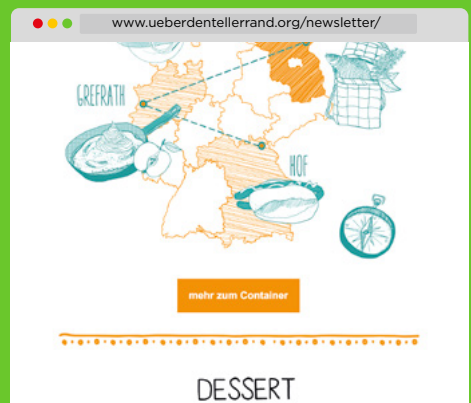 www.ueberdentellerrand.org/newsletter/
GREFRATH
HOF
mehr zum Container
DESSERT